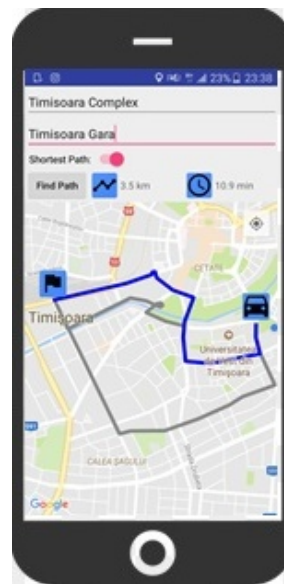 23% 23:38
Timisoara Complex
Timisoara Gara
Shortest Path:
Find Path 3.5 km 10.9 min
CETATE
Timișoara
Universitatea
de Vest din
Timișoara
CALEA ȘAGULUI
Google